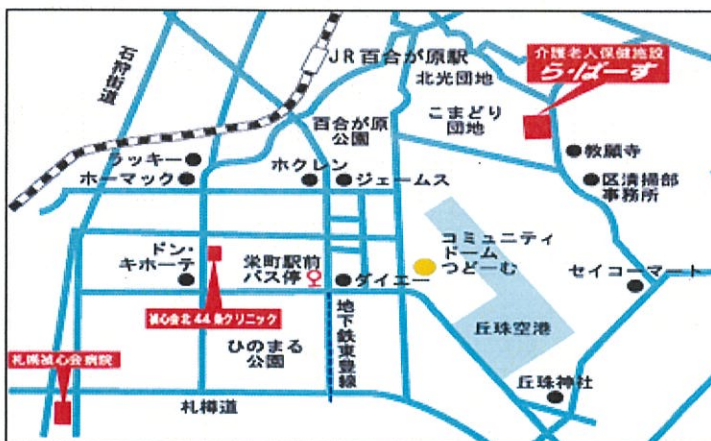 石狩街道
JR百合が原駅
北光団地
介護老人保健施設
ら・ぱーす
こまどり
団地
百合が原
公園
ラッキー
ホーマック
ホクレン
ジェームス
教願寺
区清掃部
事務所
ドン・
キホーテ
栄町駅前
バス停
ダイエー
コミュニティ
ドーム
つどーむ
セイコーマート
禎心会北44条クリニック
ひのまる
公園
地下鉄東豊線
丘珠空港
札幌禎心会病院
札樽道
丘珠神社